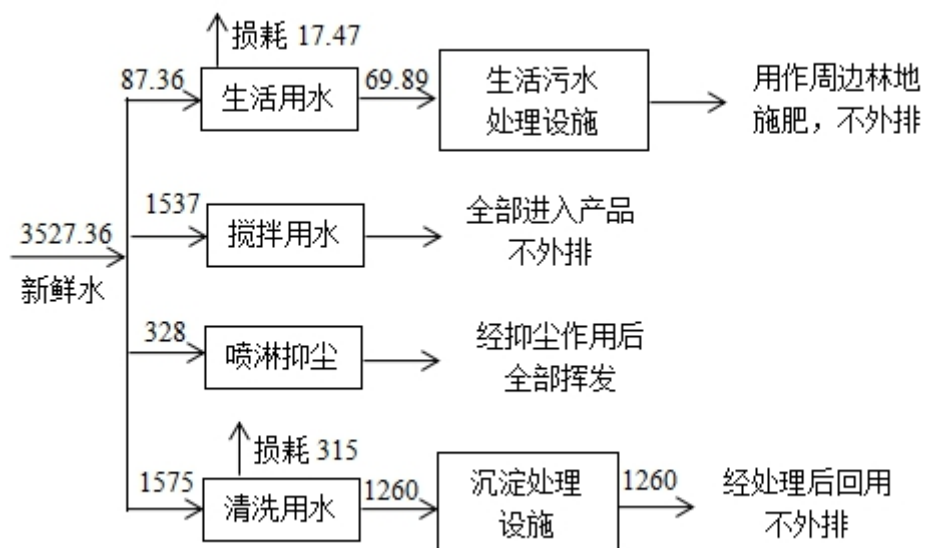 损耗 17.47
87.36
生活用水
69.89
生活污水
处理设施
用作周边林地
施肥，不外排
1537
搅拌用水
全部进入产品
不外排
3527.36
新鲜水
328
喷淋抑尘
经抑尘作用后
全部挥发
损耗 315
1575
清洗用水
1260
沉淀处理
设施
1260
经处理后回用
不外排